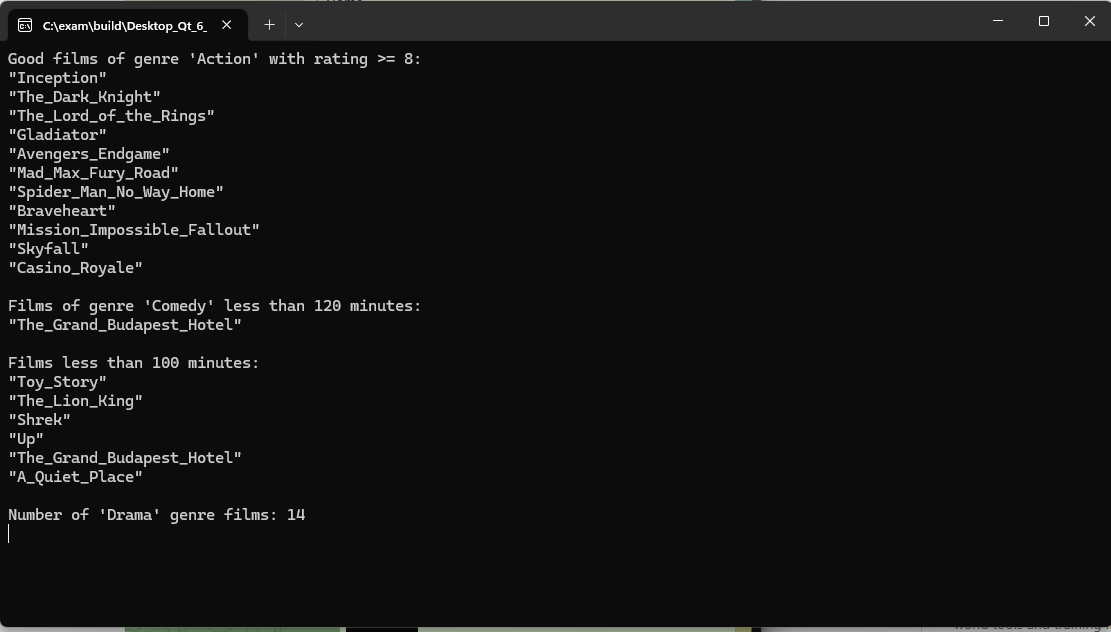 C:\exam\build\Desktop_Qt_6_
Good films of genre 'Action' with rating >= 8:
"Inception"
"The_Dark_Knight"
"The_Lord_of_the_Rings"
"Gladiator"
"Avengers_Endgame"
"Mad_Max_Fury_Road"
"Spider_Man_No_Way_Home"
"Braveheart"
"Mission_Impossible_Fallout"
"Skyfall"
"Casino_Royale"
Films of genre 'Comedy' less than 120 minutes:
"The_Grand_Budapest_Hotel"
Films less than 100 minutes:
"Toy_Story"
"The_Lion_King"
"Shrek"
"Up"
"The_Grand_Budapest_Hotel"
"A_Quiet_Place"
Number of 'Drama' genre films: 14